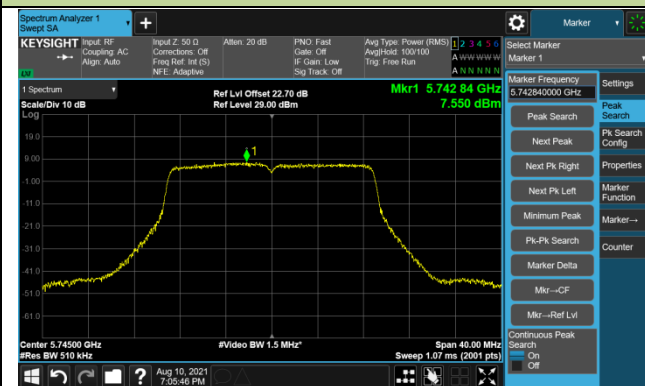 Spectrum Analyzer 1
Swept SA
+
Marker
KEYSIGHT
Input: RF
Coupling: AC
Align: Auto
Input Z: 50 Ω
Corrections: Off
Freq Ref: Int (S)
NFE: Adaptive
Atten: 20 dB
PNO: Fast
Gate: Off
IF Gain: Low
Sig Track: Off
Avg Type: Power (RMS)
Avg|Hold: 100/100
Trig: Free Run
1 2 3 4 5 6
A W W W W W
A N N N N N
LXI
Select Marker
Marker 1
1 Spectrum
Scale/Div 10 dB
Log
Ref Lvl Offset 22.70 dB
Ref Level 29.00 dBm
Mkr1 5.742 84 GHz
7.550 dBm
1
19.0
9.00
-1.00
-11.0
-21.0
-31.0
-41.0
-51.0
-61.0
Center 5.74500 GHz
#Res BW 510 kHz
#Video BW 1.5 MHz*
Span 40.00 MHz
Sweep 1.07 ms (2001 pts)
Marker Frequency
5.742840000 GHz
Peak Search
Next Peak
Next Pk Right
Next Pk Left
Minimum Peak
Pk-Pk Search
Marker Delta
Mkr→CF
Mkr→Ref Lvl
Continuous Peak
Search
On
Off
Settings
Peak
Search
Pk Search
Config
Properties
Marker
Function
Marker→
Counter
?
Aug 10, 2021
7:05:46 PM